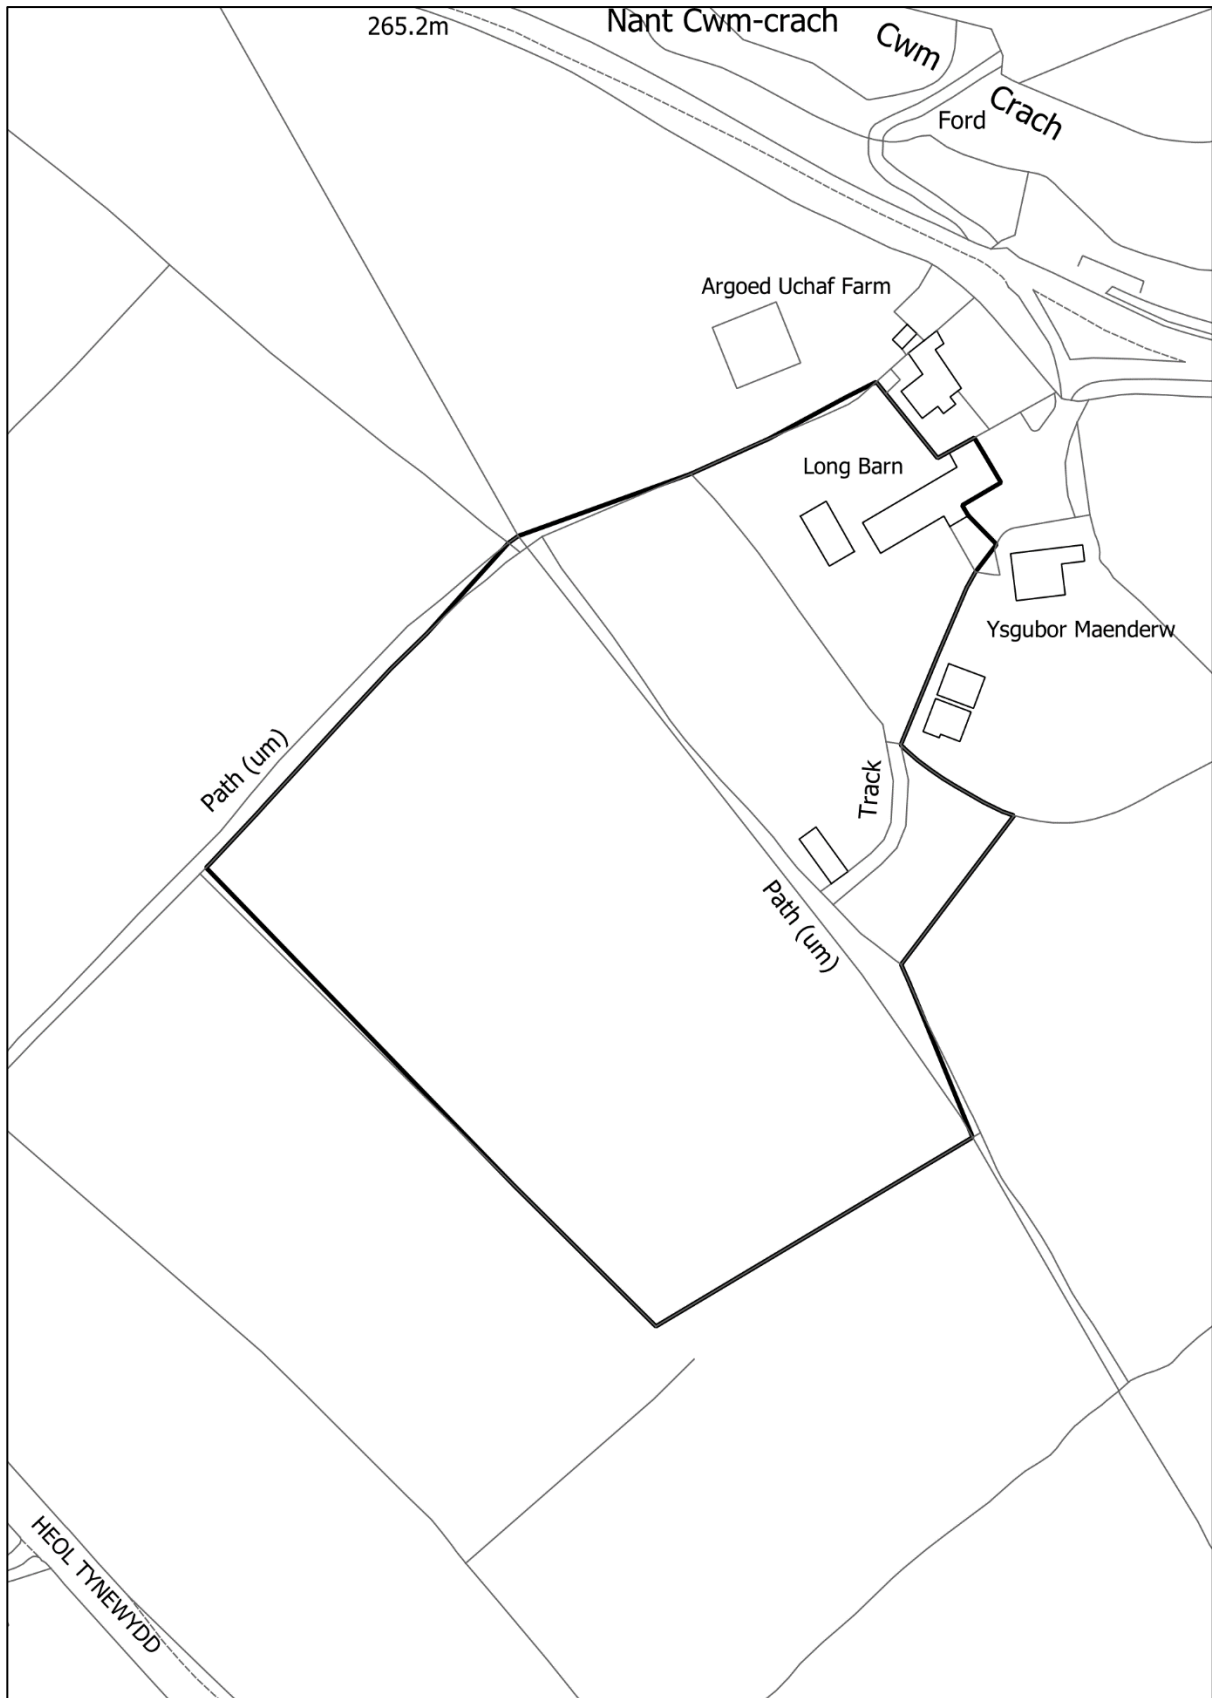 265.2m
Nant Cwm-crach
Cwm
Crach
Ford
Argoed Uchaf Farm
Long Barn
Ysgubor Maenderw
Path (um)
Track
Path (um)
HEOL TYNEWYDD